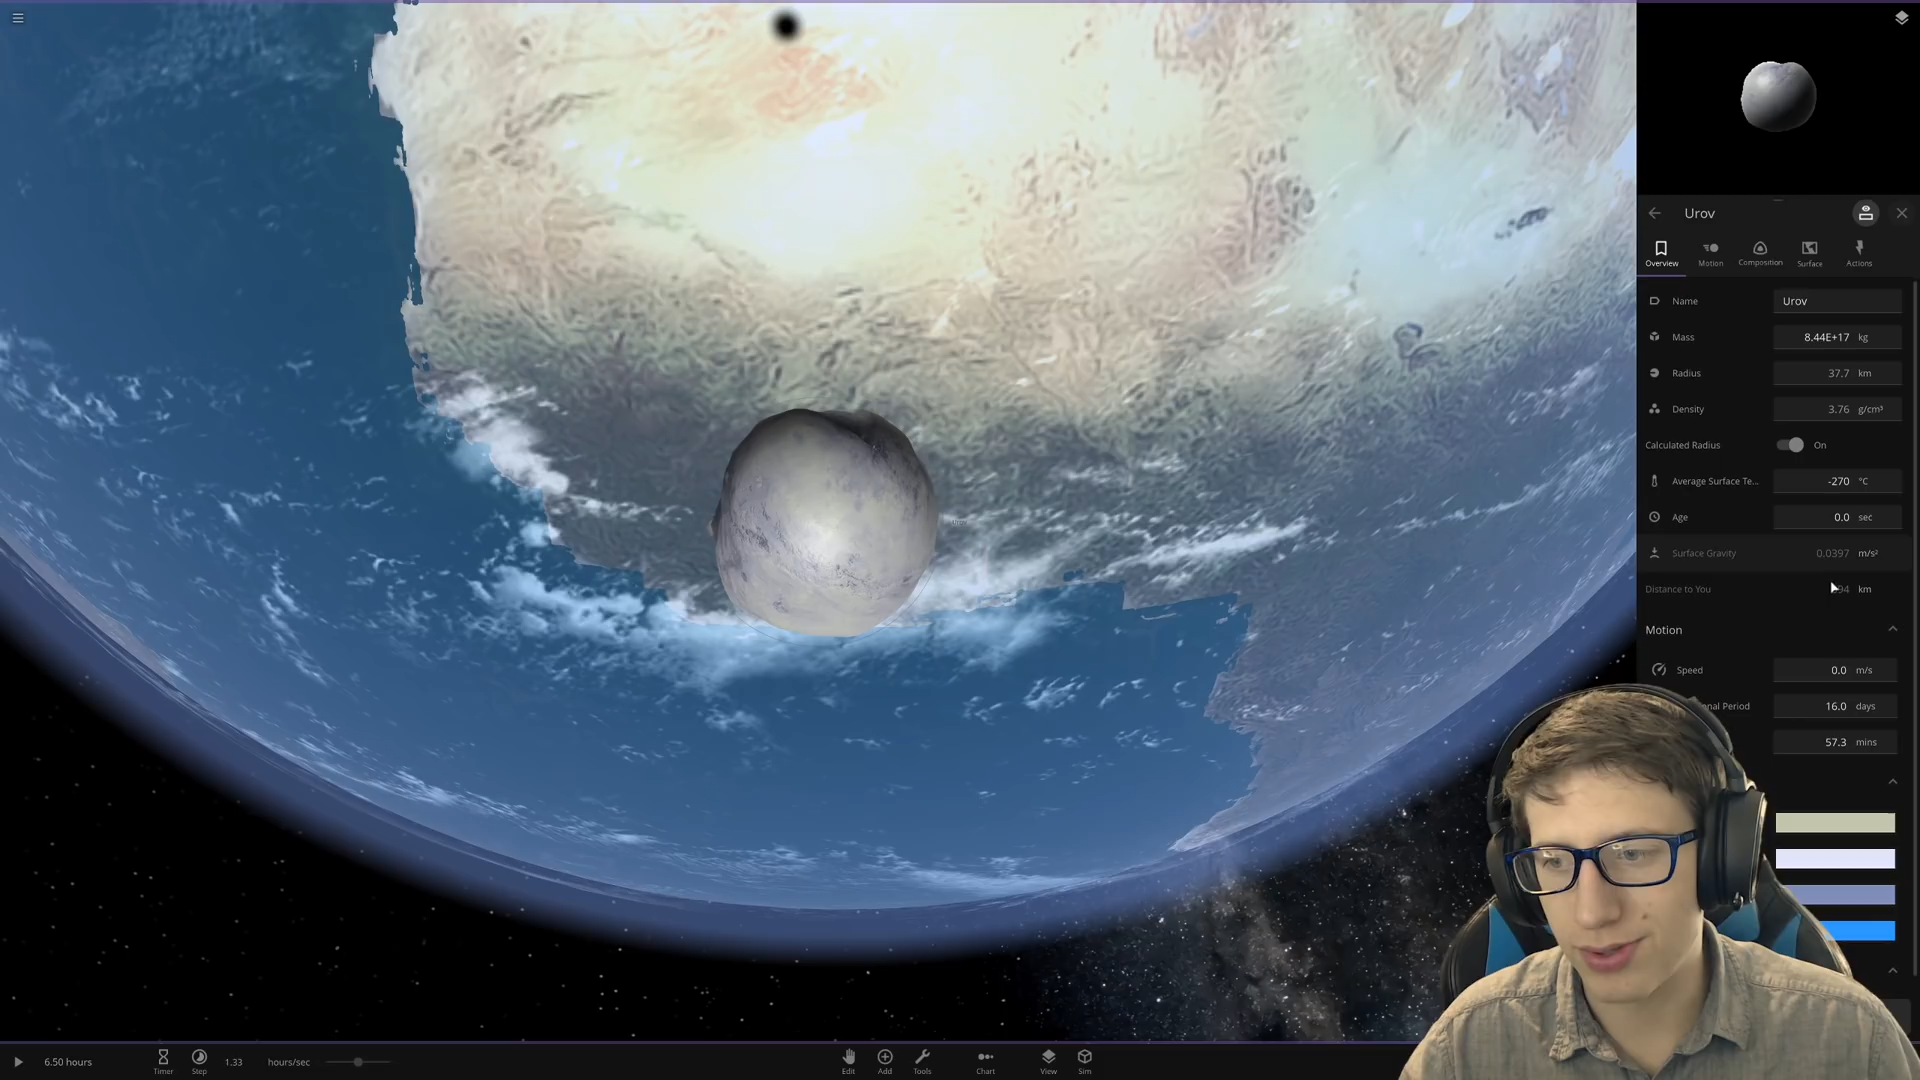 Urov
Overview Motion Composition Surface Actions
Name Urov
Mass 8.44E+17 kg
Radius 37.7 km
Density 3.76 g/cm³
Calculated Radius On
Average Surface Te... -270 °C
Age 0.0 sec
Surface Gravity 0.0397 m/s²
Distance to You 94 km
Motion
Speed 0.0 m/s
nal Period 16.0 days
57.3 mins
6.50 hours Timer Step 1.33 hours/sec Edit Add Tools Chart View Sim